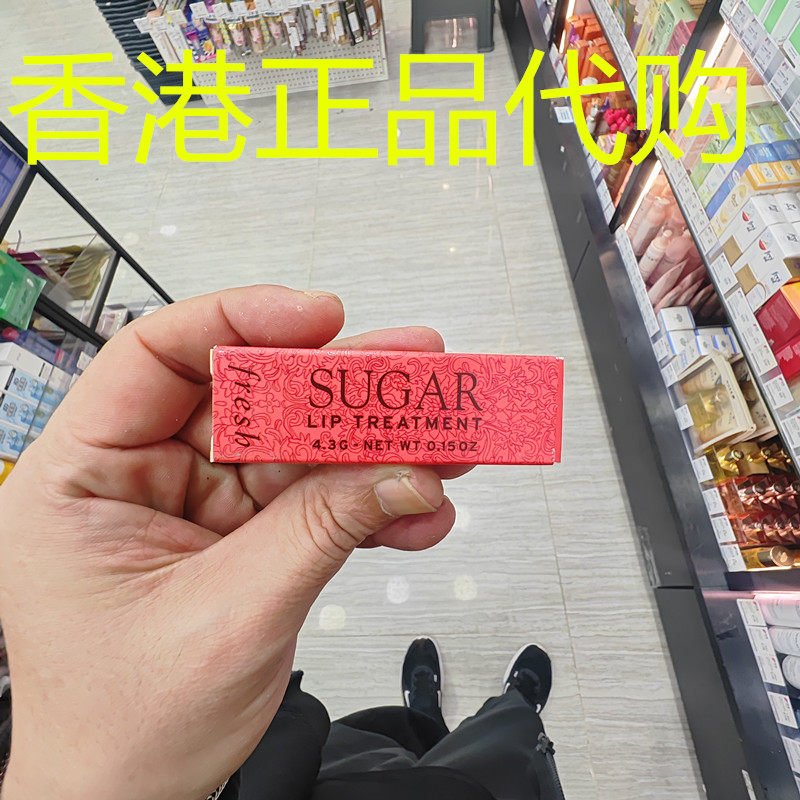 香港正品代购
fresh
SUGAR
LIP TREATMENT
4.3G • NET WT 0.15OZ